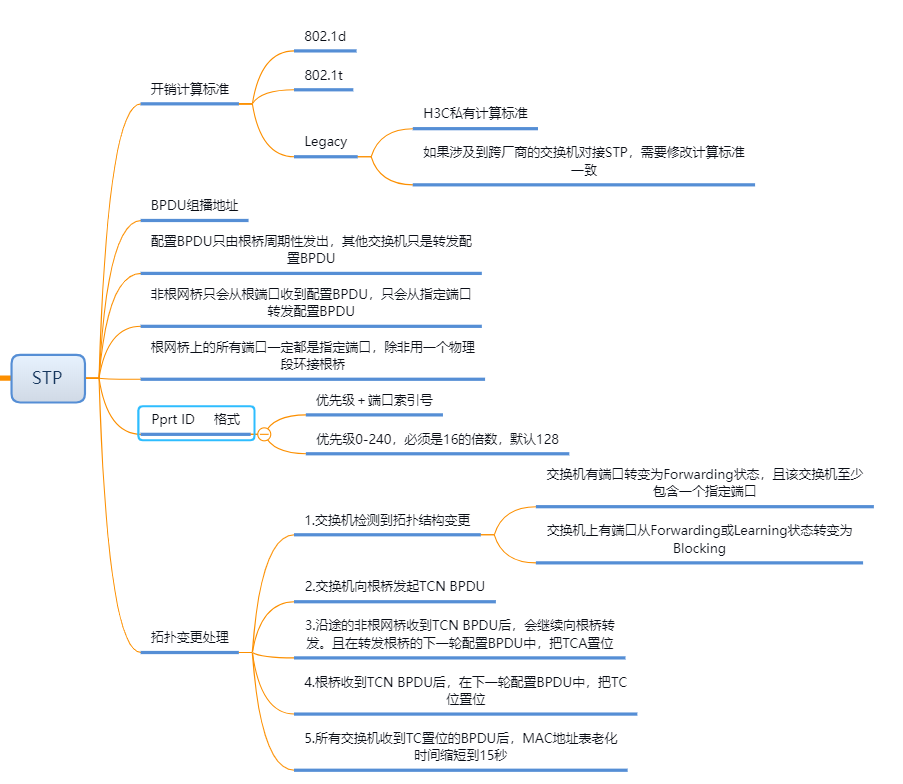 STP
开销计算标准
802.1d
802.1t
Legacy
H3C私有计算标准
如果涉及到跨厂商的交换机对接STP，需要修改计算标准
一致
BPDU组播地址
配置BPDU只由根桥周期性发出，其他交换机只是转发配
置BPDU
非根网桥只会从根端口收到配置BPDU，只会从指定端口
转发配置BPDU
根网桥上的所有端口一定都是指定端口，除非用一个物理
段环接根桥
Pprt ID 格式
优先级＋端口索引号
优先级0-240，必须是16的倍数，默认128
拓扑变更处理
1.交换机检测到拓扑结构变更
交换机有端口转变为Forwarding状态，且该交换机至少
包含一个指定端口
交换机上有端口从Forwarding或Learning状态转变为
Blocking
2.交换机向根桥发起TCN BPDU
3.沿途的非根网桥收到TCN BPDU后，会继续向根桥转
发。且在转发根桥的下一轮配置BPDU中，把TCA置位
4.根桥收到TCN BPDU后，在下一轮配置BPDU中，把TC
位置位
5.所有交换机收到TC置位的BPDU后，MAC地址表老化
时间缩短到15秒